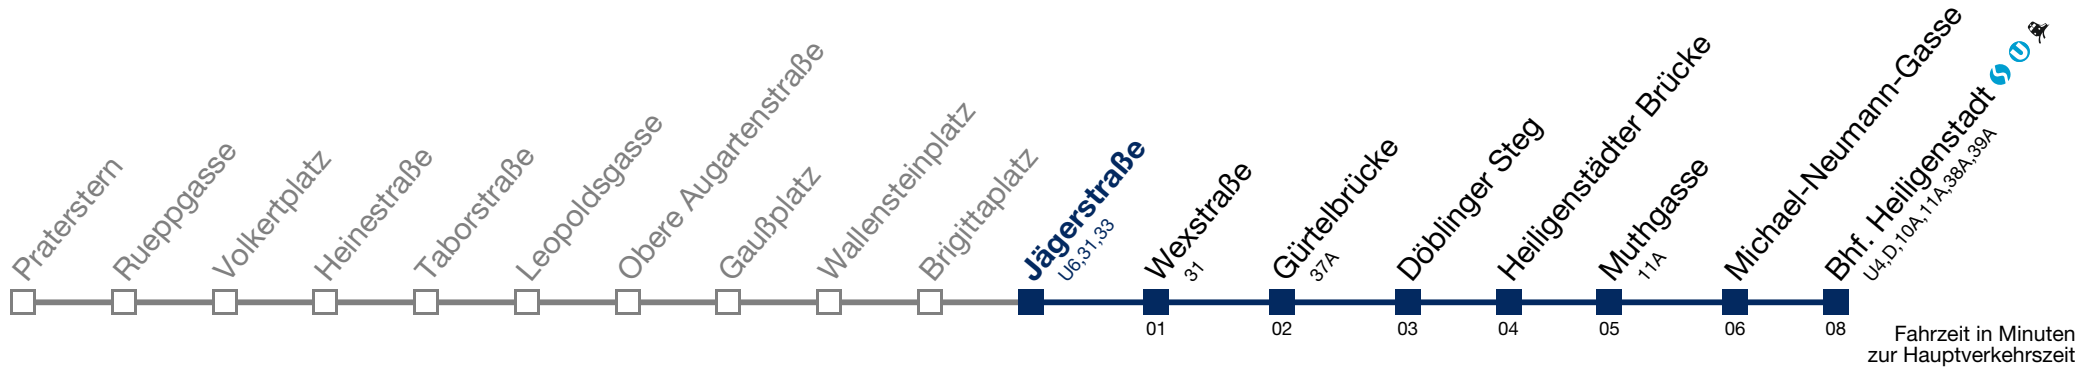 Praterstern
Rueppgasse
Volkertplatz
Heinestraße
Taborstraße
Leopoldsgasse
Obere Augartenstraße
Gaußplatz
Wallensteinplatz
Brigittaplatz
Jägerstraße
U6,31,33
Wexstraße
31
Gürtelbrücke
37A
Döblinger Steg
Heiligenstädter Brücke
Muthgasse
11A
Michael-Neumann-Gasse
Bhf. Heiligenstadt S U
U4,D,10A,11A,38A,39A
01 02 03 04 05 06 08
Fahrzeit in Minuten
zur Hauptverkehrszeit